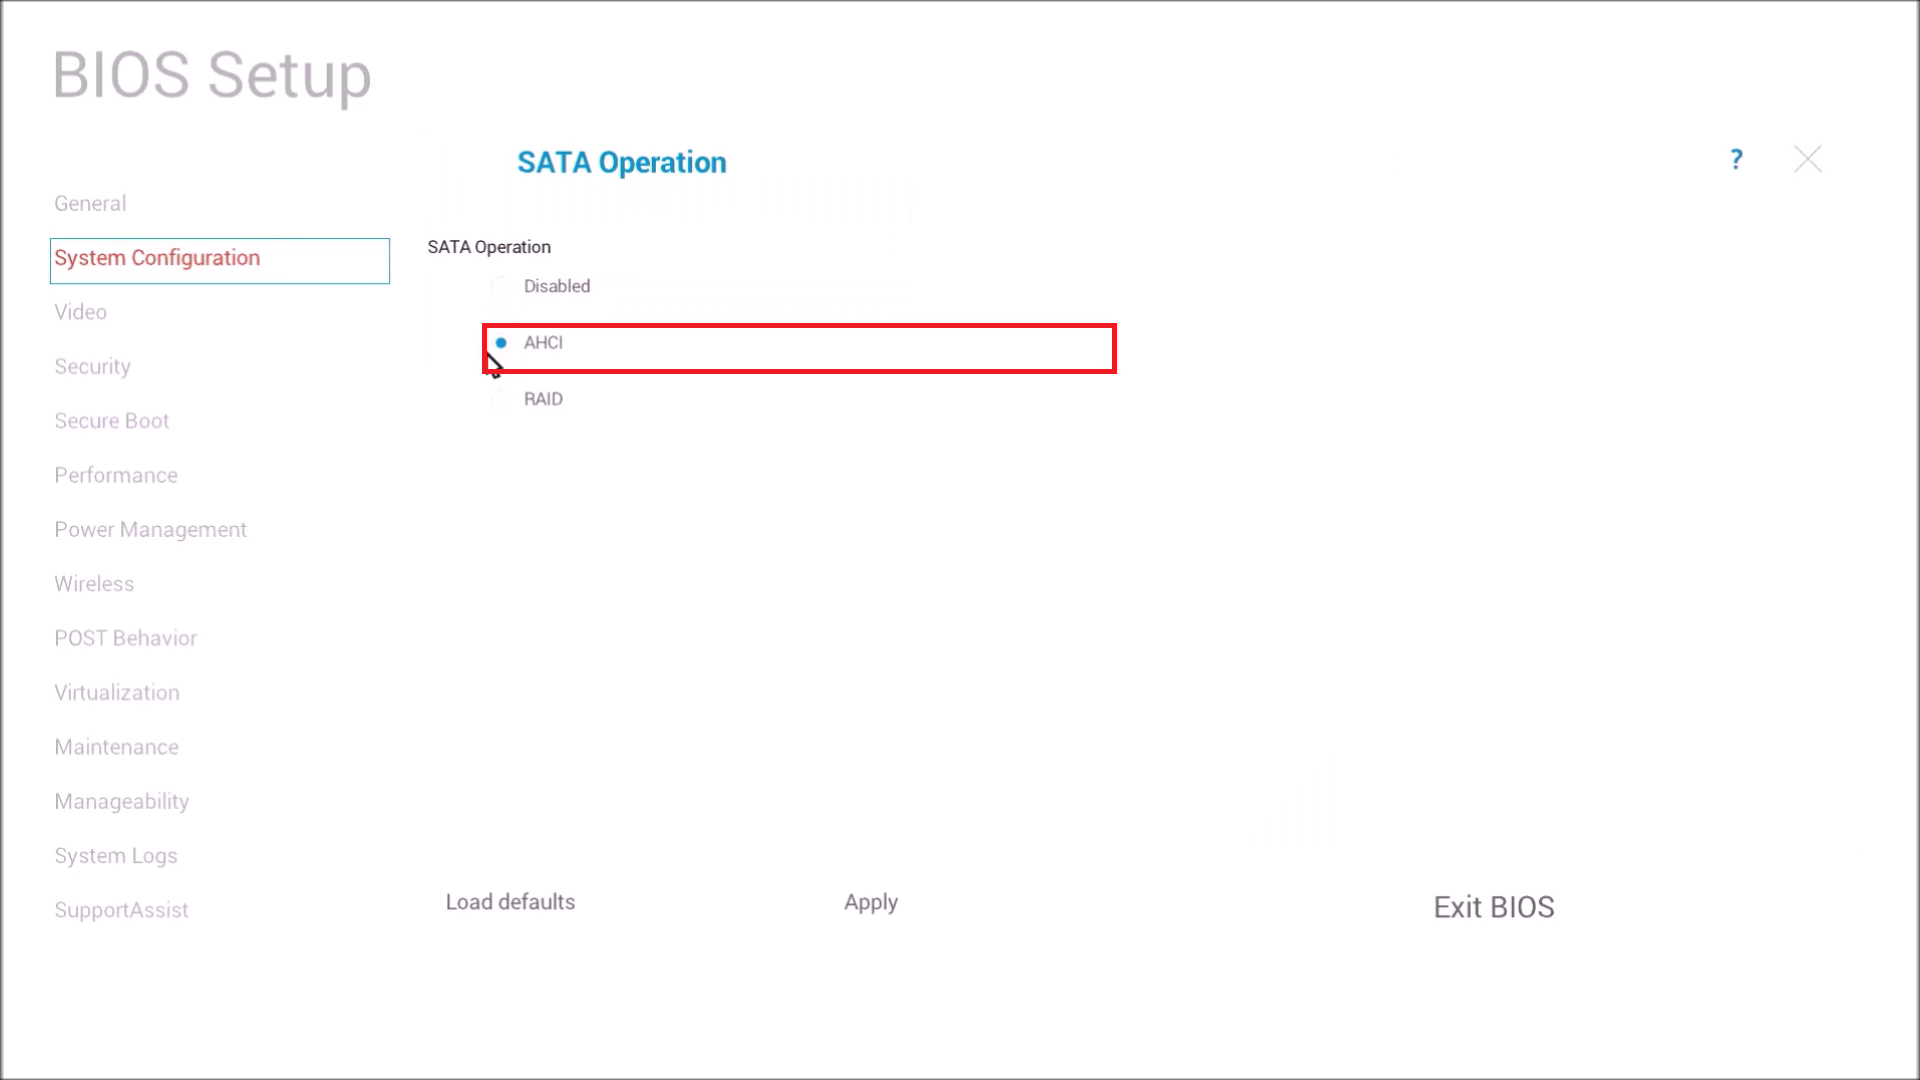 BIOS Setup
SATA Operation
?
General
System Configuration
Video
Security
Secure Boot
Performance
Power Management
Wireless
POST Behavior
Virtualization
Maintenance
Manageability
System Logs
SupportAssist
SATA Operation
Disabled
AHCI
RAID
Load defaults
Apply
Exit BIOS